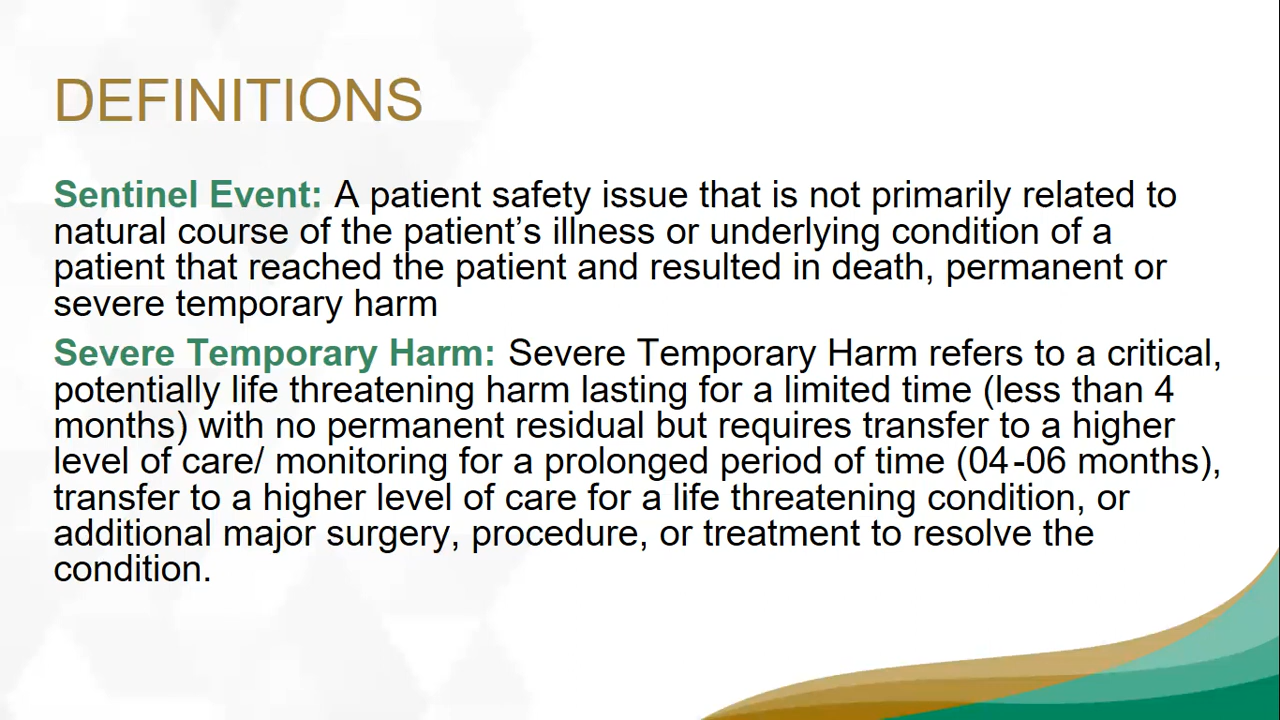 DEFINITIONS
Sentinel Event: A patient safety issue that is not primarily related to
natural course of the patient’s illness or underlying condition of a
patient that reached the patient and resulted in death, permanent or
severe temporary harm
Severe Temporary Harm: Severe Temporary Harm refers to a critical,
potentially life threatening harm lasting for a limited time (less than 4
months) with no permanent residual but requires transfer to a higher
level of care/ monitoring for a prolonged period of time (04-06 months),
transfer to a higher level of care for a life threatening condition, or
additional major surgery, procedure, or treatment to resolve the
condition.